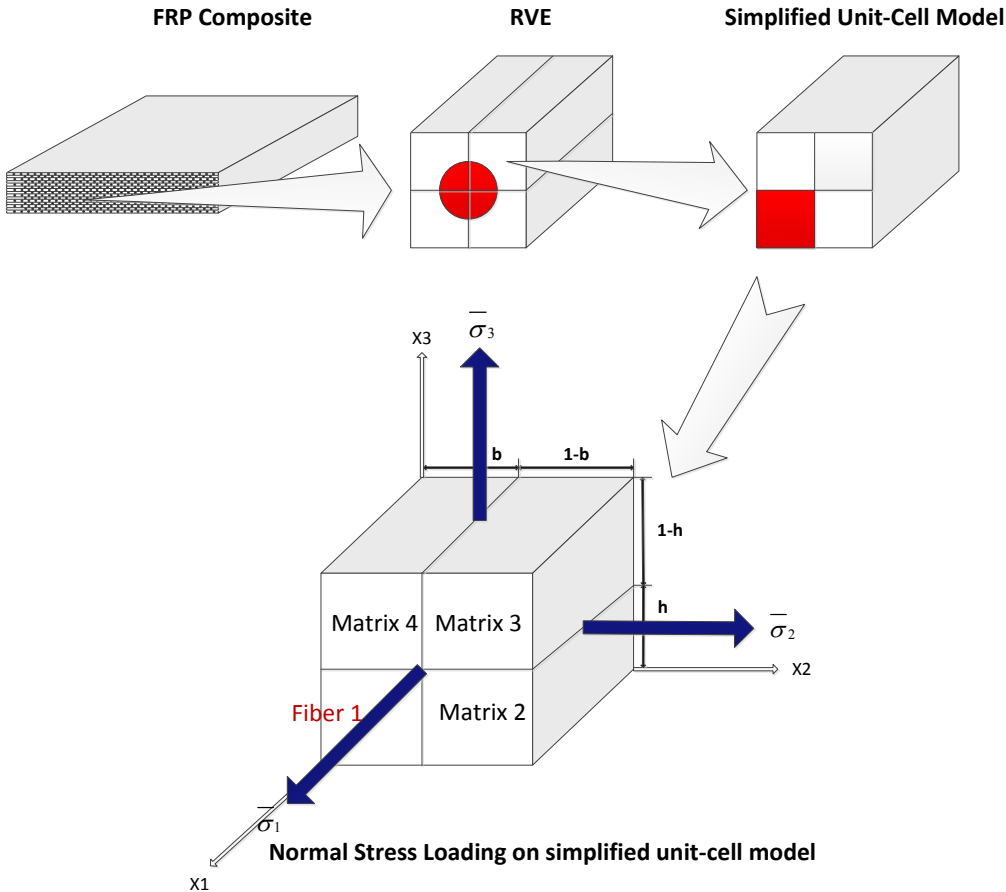 FRP Composite
RVE
Simplified Unit-Cell Model
σ̅3
X3
b
1-b
1-h
h
Matrix 4
Matrix 3
σ̅2
X2
Fiber 1
Matrix 2
σ̅1
Normal Stress Loading on simplified unit-cell model
X1